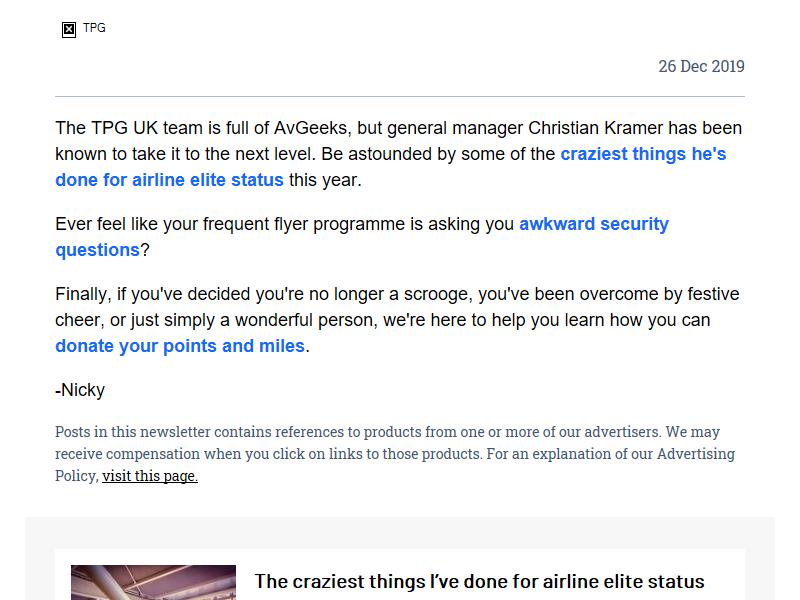 TPG
26 Dec 2019
The TPG UK team is full of AvGeeks, but general manager Christian Kramer has been
known to take it to the next level. Be astounded by some of the craziest things he's
done for airline elite status this year.
Ever feel like your frequent flyer programme is asking you awkward security
questions?
Finally, if you've decided you're no longer a scrooge, you've been overcome by festive
cheer, or just simply a wonderful person, we're here to help you learn how you can
donate your points and miles.
-Nicky
Posts in this newsletter contains references to products from one or more of our advertisers. We may
receive compensation when you click on links to those products. For an explanation of our Advertising
Policy, visit this page.
The craziest things I've done for airline elite status